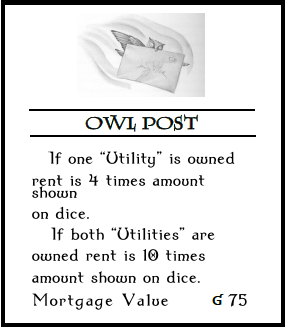 OWL POST
If one "Utility" is owned
rent is 4 times amount
shown
on dice.
If both "Utilities" are
owned rent is 10 times
amount shown on dice.
Mortgage Value G 75